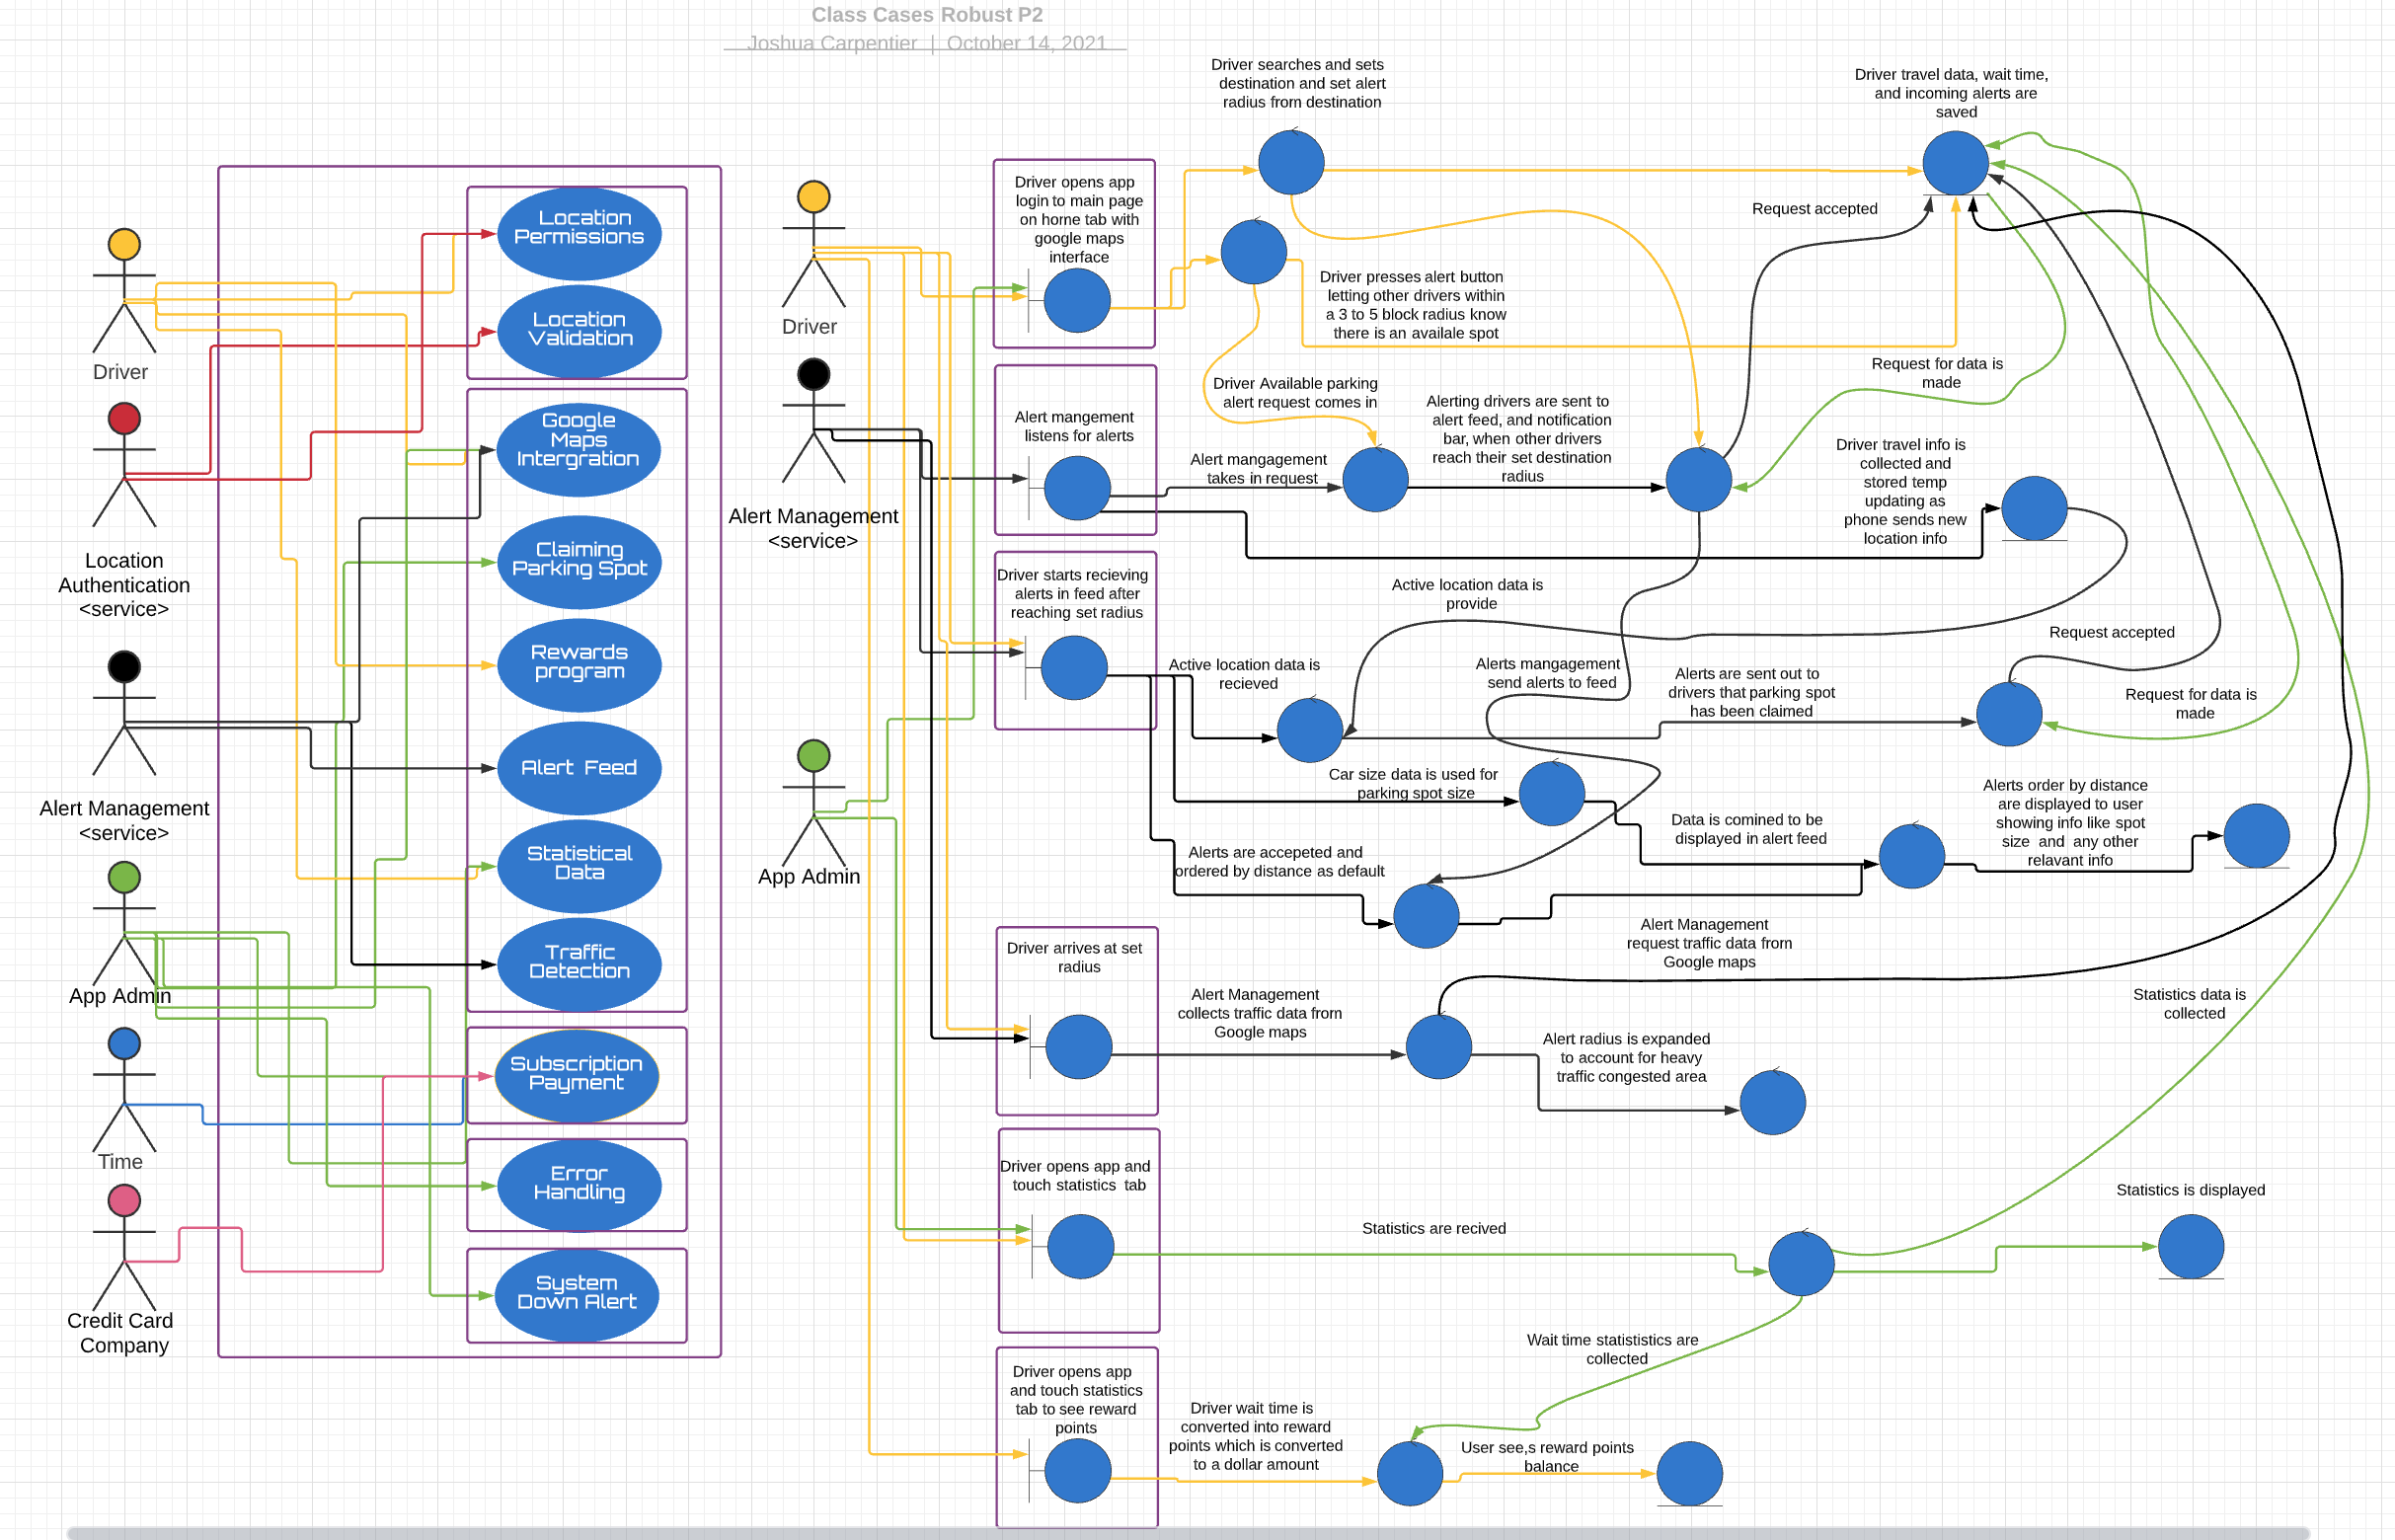 Class Cases Robust P2
Joshua Carpentier | October 14, 2021
Driver
Location
Authentication
<service>
Alert Management
<service>
App Admin
Time
Credit Card
Company
Location
Permissions
Location
Validation
Google
Maps
Intergration
Claiming
Parking Spot
Rewards
program
Alert Feed
Statistical
Data
Traffic
Detection
Subscription
Payment
Error
Handling
System
Down Alert
Driver
Alert Management
<service>
App Admin
Driver opens app
login to main page
on home tab with
google maps
interface
Driver searches and sets
destination and set alert
radius from destination
Driver travel data, wait time,
and incoming alerts are
saved
Request accepted
Driver presses alert button
letting other drivers within
a 3 to 5 block radius know
there is an availale spot
Request for data is
made
Driver Available parking
alert request comes in
Alert mangement
listens for alerts
Alert mangagement
takes in request
Alerting drivers are sent to
alert feed, and notification
bar, when other drivers
reach their set destination
radius
Driver travel info is
collected and
stored temp
updating as
phone sends new
location info
Driver starts recieving
alerts in feed after
reaching set radius
Active location data is
provide
Active location data is
recieved
Alerts mangagement
send alerts to feed
Alerts are sent out to
drivers that parking spot
has been claimed
Request accepted
Request for data is
made
Car size data is used for
parking spot size
Data is comined to be
displayed in alert feed
Alerts order by distance
are displayed to user
showing info like spot
size and any other
relavant info
Alerts are accepeted and
ordered by distance as default
Driver arrives at set
radius
Alert Management
collects traffic data from
Google maps
Alert Management
request traffic data from
Google maps
Alert radius is expanded
to account for heavy
traffic congested area
Statistics data is
collected
Driver opens app and
touch statistics tab
Statistics are recived
Statistics is displayed
Wait time statististics are
collected
Driver opens app
and touch statistics
tab to see reward
points
Driver wait time is
converted into reward
points which is converted
to a dollar amount
User see,s reward points
balance